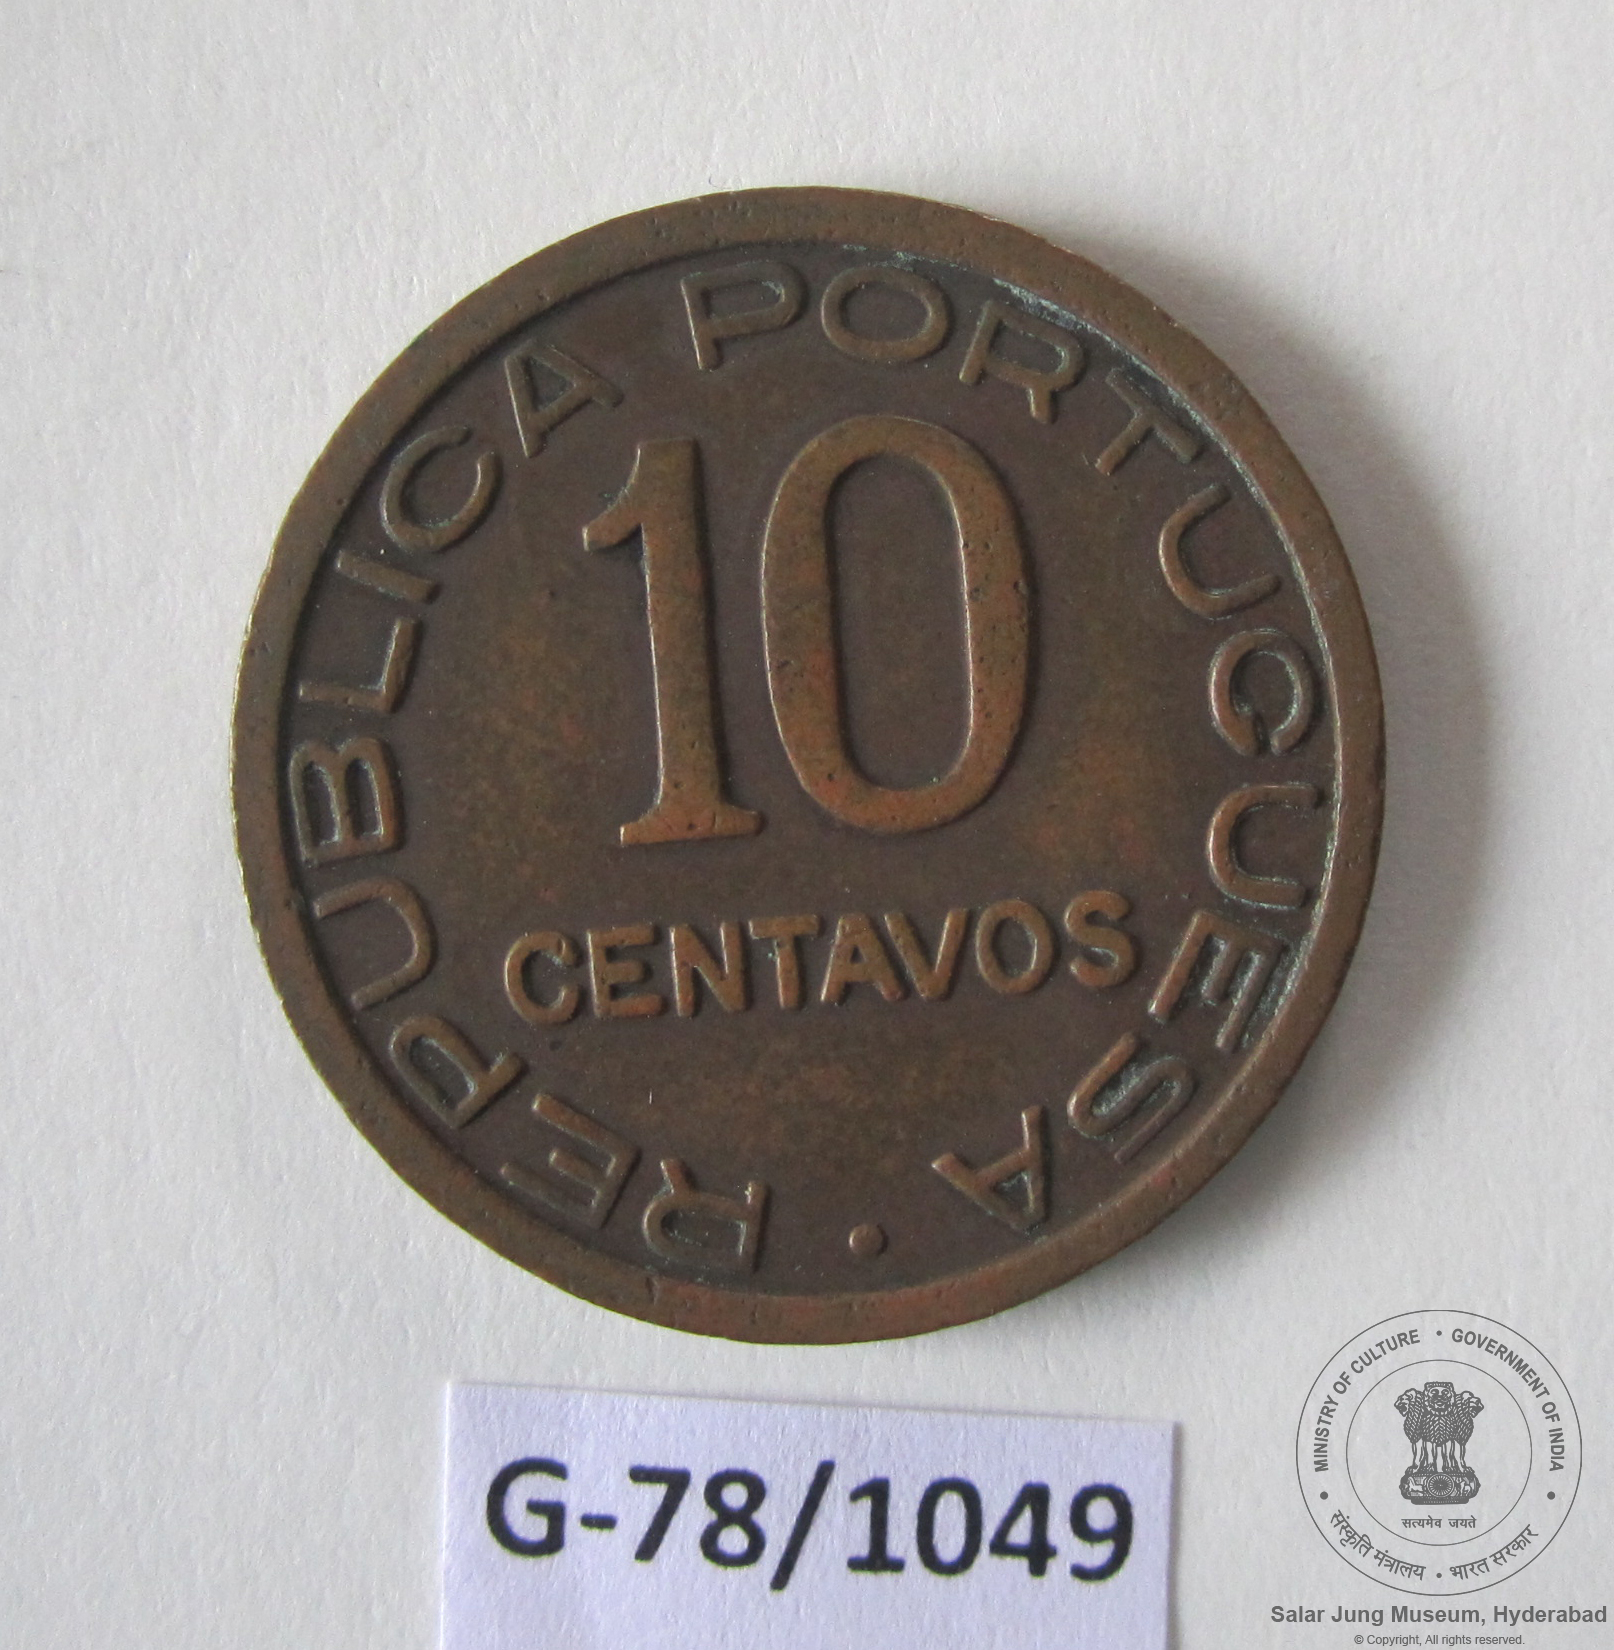 REPUBLICA PORTUGUESA •
10
CENTAVOS
G-78/1049
MINISTRY OF CULTURE • GOVERNMENT OF INDIA
सत्यमेव जयते
संस्कृति मंत्रालय • भारत सरकार
Salar Jung Museum, Hyderabad
© Copyright, All rights reserved.